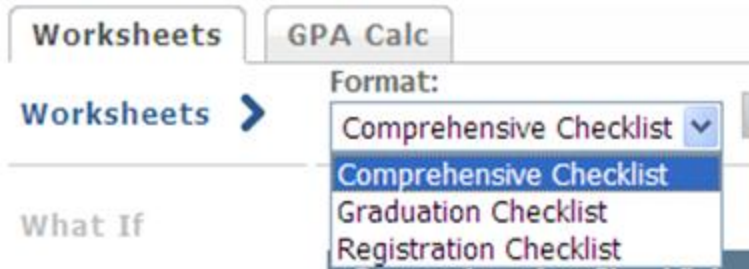 Worksheets GPA Calc
Format:
Worksheets
Comprehensive Checklist
Comprehensive Checklist
Graduation Checklist
What If
Registration Checklist